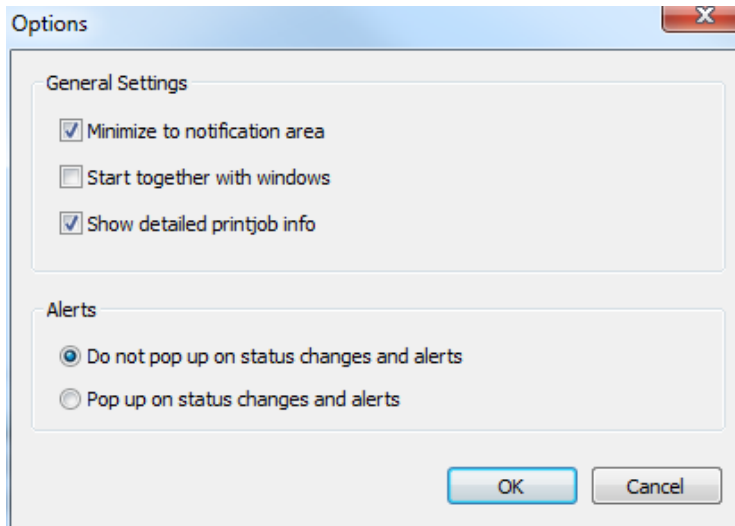 Options
General Settings
Minimize to notification area
Start together with windows
Show detailed printjob info
Alerts
Do not pop up on status changes and alerts
Pop up on status changes and alerts
OK Cancel